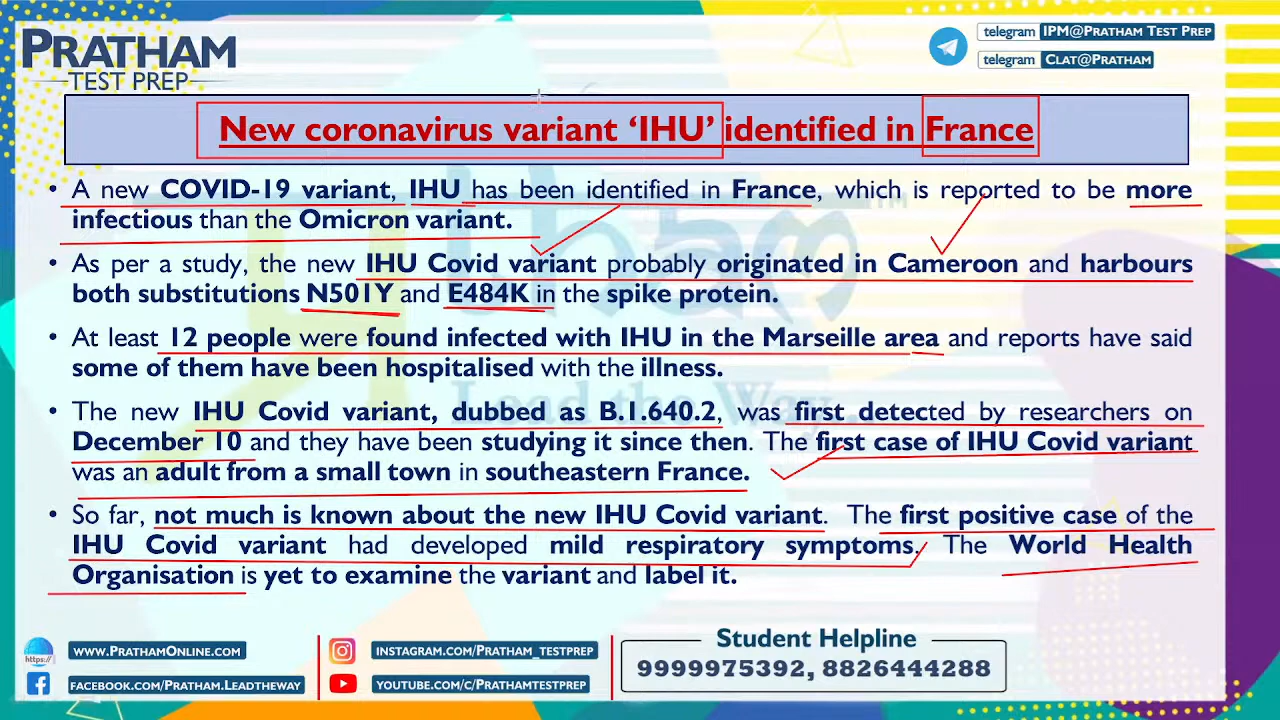 PRATHAM
TEST PREP
telegram IPM@PRATHAM TEST PREP
telegram CLAT@PRATHAM
New coronavirus variant ‘IHU’ identified in France
• A new COVID-19 variant, IHU has been identified in France, which is reported to be more
infectious than the Omicron variant.
• As per a study, the new IHU Covid variant probably originated in Cameroon and harbours
both substitutions N501Y and E484K in the spike protein.
• At least 12 people were found infected with IHU in the Marseille area and reports have said
some of them have been hospitalised with the illness.
• The new IHU Covid variant, dubbed as B.1.640.2, was first detected by researchers on
December 10 and they have been studying it since then. The first case of IHU Covid variant
was an adult from a small town in southeastern France.
• So far, not much is known about the new IHU Covid variant. The first positive case of the
IHU Covid variant had developed mild respiratory symptoms. The World Health
Organisation is yet to examine the variant and label it.
Lead the Way...
https://
WWW.PRATHAMONLINE.COM
FACEBOOK.COM/PRATHAM.LEADTHEWAY
INSTAGRAM.COM/PRATHAM_TESTPREP
YOUTUBE.COM/C/PRATHAMTESTPREP
Student Helpline
9999975392, 8826444288